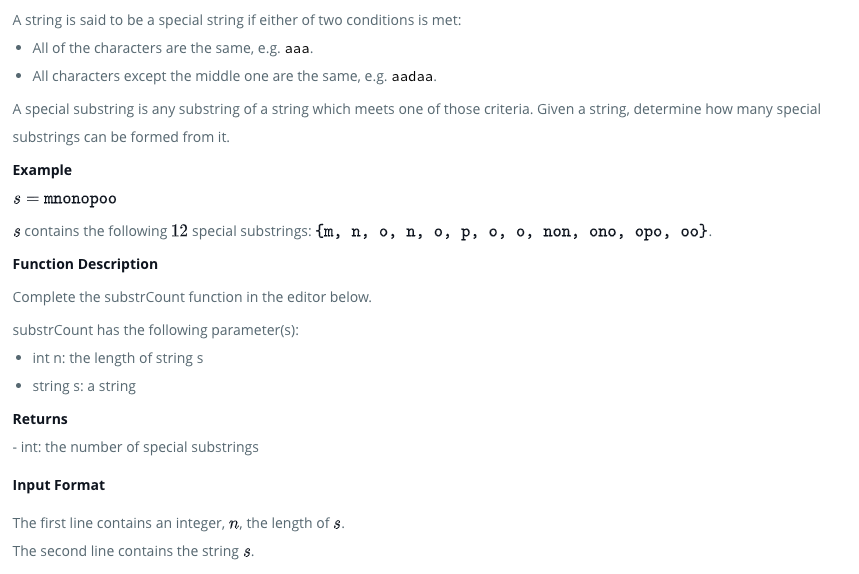 A string is said to be a special string if either of two conditions is met:
• All of the characters are the same, e.g. aaa.
• All characters except the middle one are the same, e.g. aadaa.
A special substring is any substring of a string which meets one of those criteria. Given a string, determine how many special
substrings can be formed from it.
Example
s = mnonopoo
s contains the following 12 special substrings: {m, n, o, n, o, p, o, o, non, ono, opo, oo}.
Function Description
Complete the substrCount function in the editor below.
substrCount has the following parameter(s):
• int n: the length of string s
• string s: a string
Returns
- int: the number of special substrings
Input Format
The first line contains an integer, n, the length of s.
The second line contains the string s.